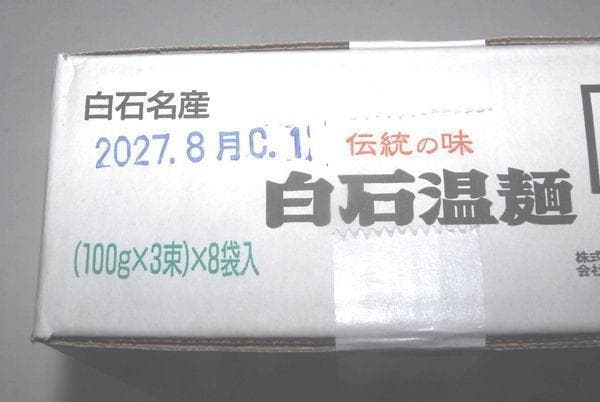 白石名産
2027.8月C.1
伝統の味
白石温麺
(100g×3束)×8袋入
株式
会社